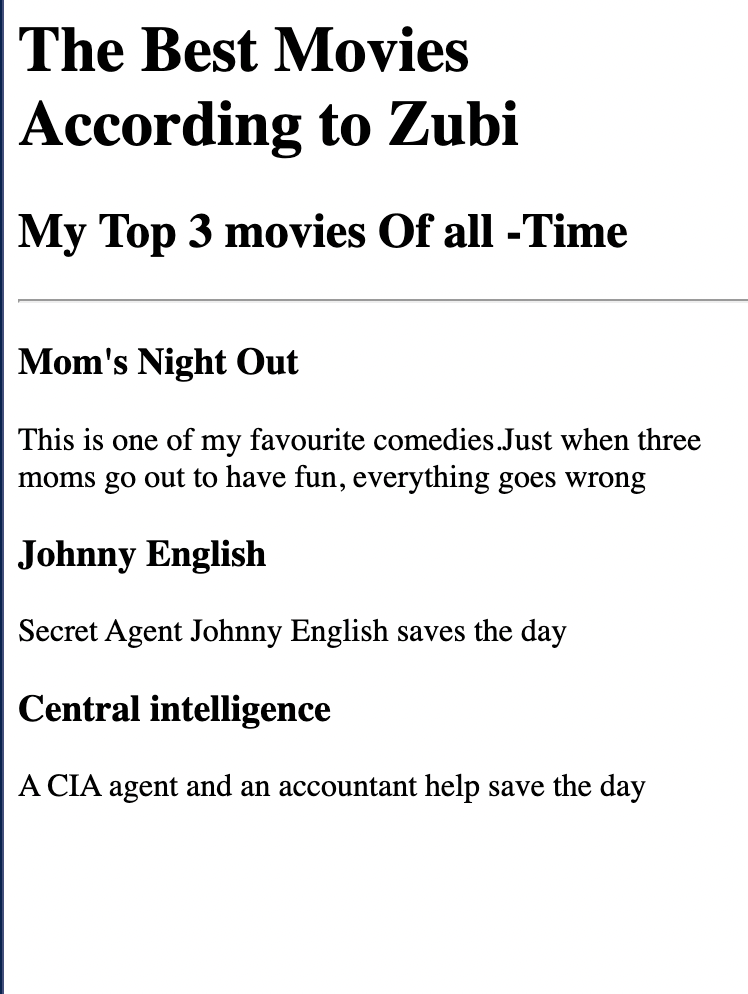 The Best Movies
According to Zubi
My Top 3 movies Of all -Time
Mom's Night Out
This is one of my favourite comedies.Just when three
moms go out to have fun, everything goes wrong
Johnny English
Secret Agent Johnny English saves the day
Central intelligence
A CIA agent and an accountant help save the day